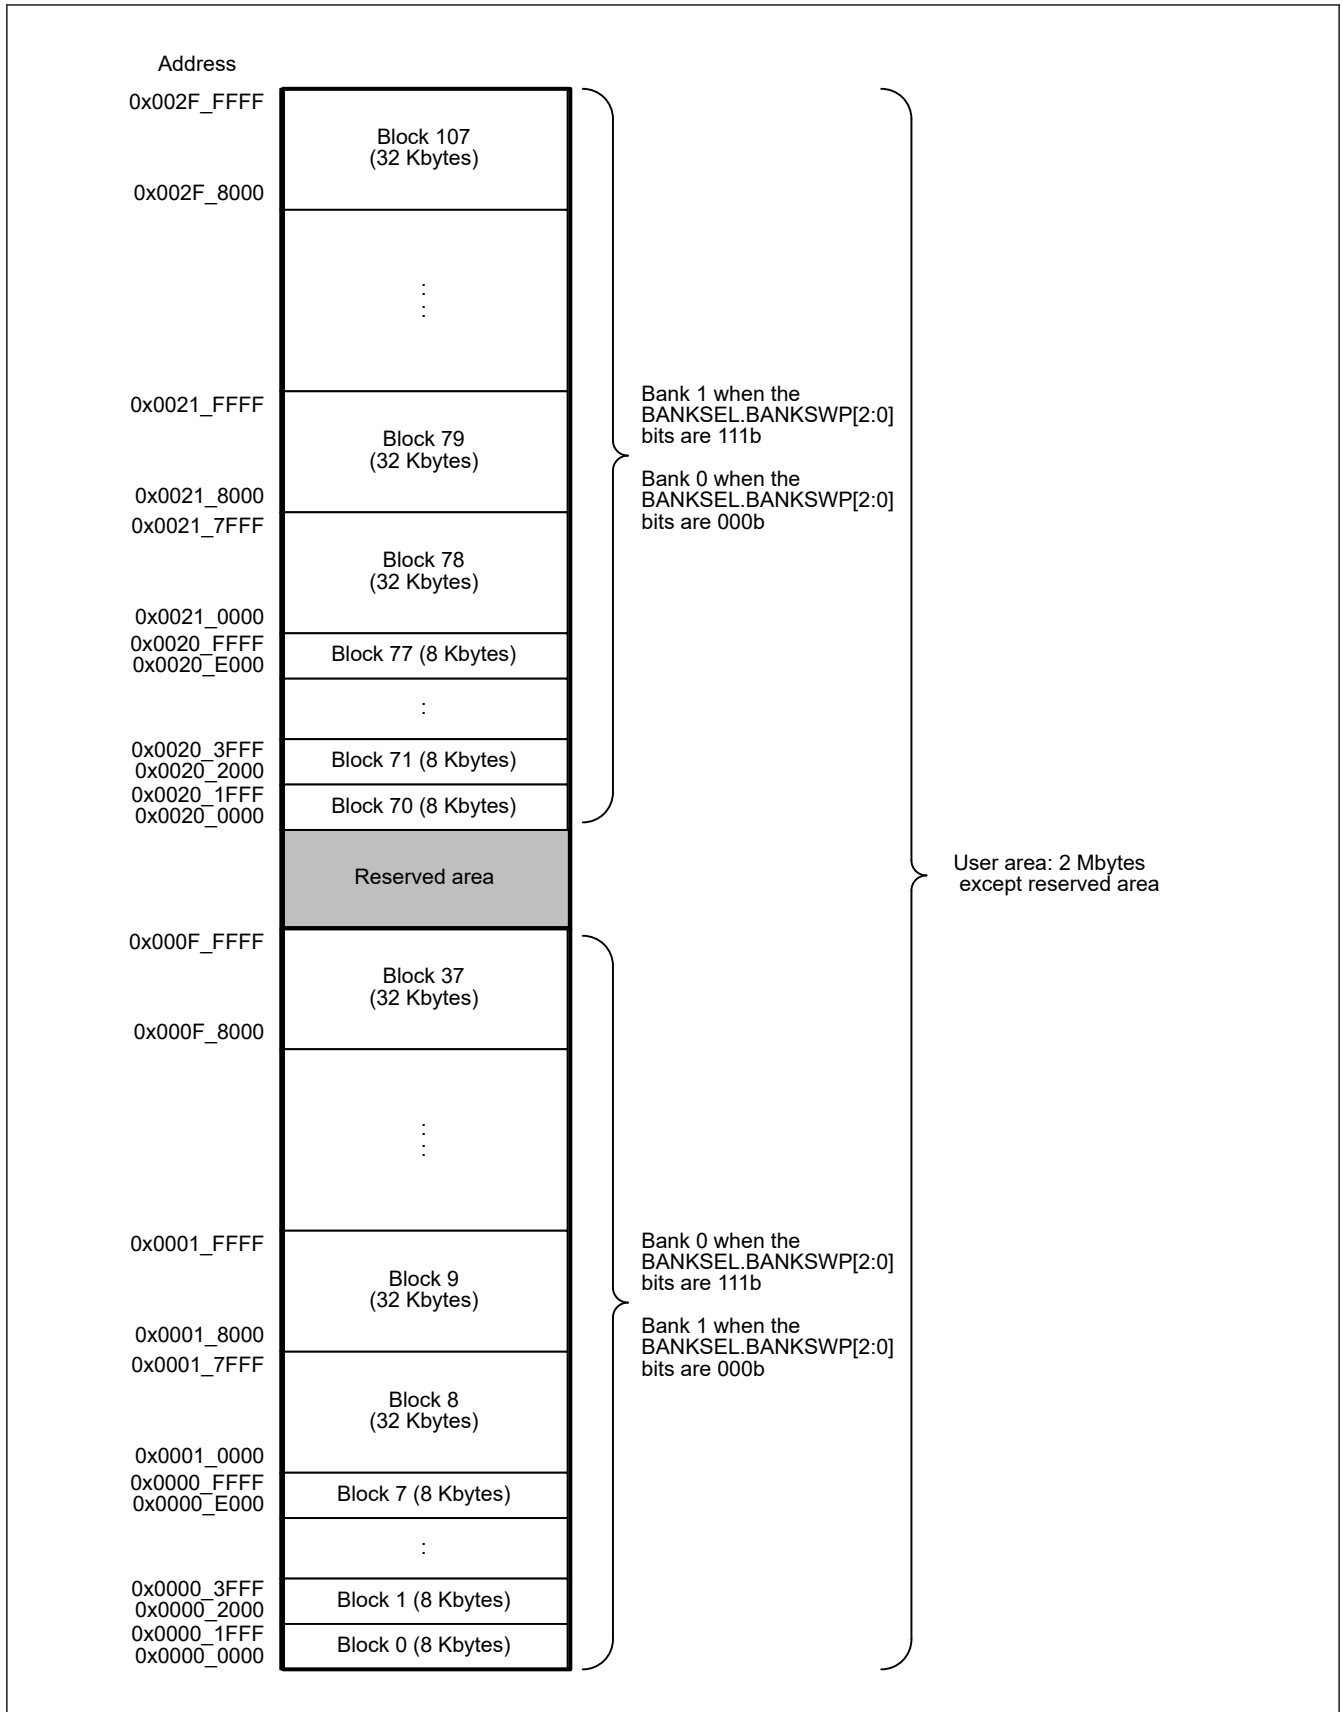 Address
0x002F_FFFF
Block 107
(32 Kbytes)
0x002F_8000
:
:
0x0021_FFFF
Block 79
(32 Kbytes)
0x0021_8000
0x0021_7FFF
Block 78
(32 Kbytes)
0x0021_0000
0x0020_FFFF
0x0020_E000
Block 77 (8 Kbytes)
:
0x0020_3FFF
0x0020_2000
Block 71 (8 Kbytes)
0x0020_1FFF
0x0020_0000
Block 70 (8 Kbytes)
Bank 1 when the
BANKSEL.BANKSWP[2:0]
bits are 111b
Bank 0 when the
BANKSEL.BANKSWP[2:0]
bits are 000b
Reserved area
User area: 2 Mbytes
except reserved area
0x000F_FFFF
Block 37
(32 Kbytes)
0x000F_8000
:
:
0x0001_FFFF
Block 9
(32 Kbytes)
0x0001_8000
0x0001_7FFF
Block 8
(32 Kbytes)
0x0001_0000
0x0000_FFFF
0x0000_E000
Block 7 (8 Kbytes)
:
0x0000_3FFF
0x0000_2000
Block 1 (8 Kbytes)
0x0000_1FFF
0x0000_0000
Block 0 (8 Kbytes)
Bank 0 when the
BANKSEL.BANKSWP[2:0]
bits are 111b
Bank 1 when the
BANKSEL.BANKSWP[2:0]
bits are 000b